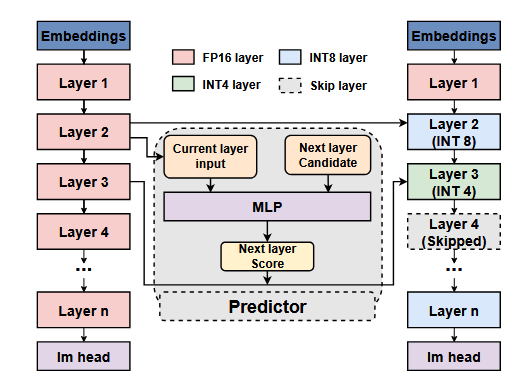 Embeddings
Layer 1
Layer 2
Layer 3
Layer 4
...
Layer n
lm head
FP16 layer
INT8 layer
INT4 layer
Skip layer
Current layer
input
Next layer
Candidate
MLP
Next layer
Score
Predictor
Embeddings
Layer 1
Layer 2
(INT 8)
Layer 3
(INT 4)
Layer 4
(Skipped)
...
Layer n
lm head